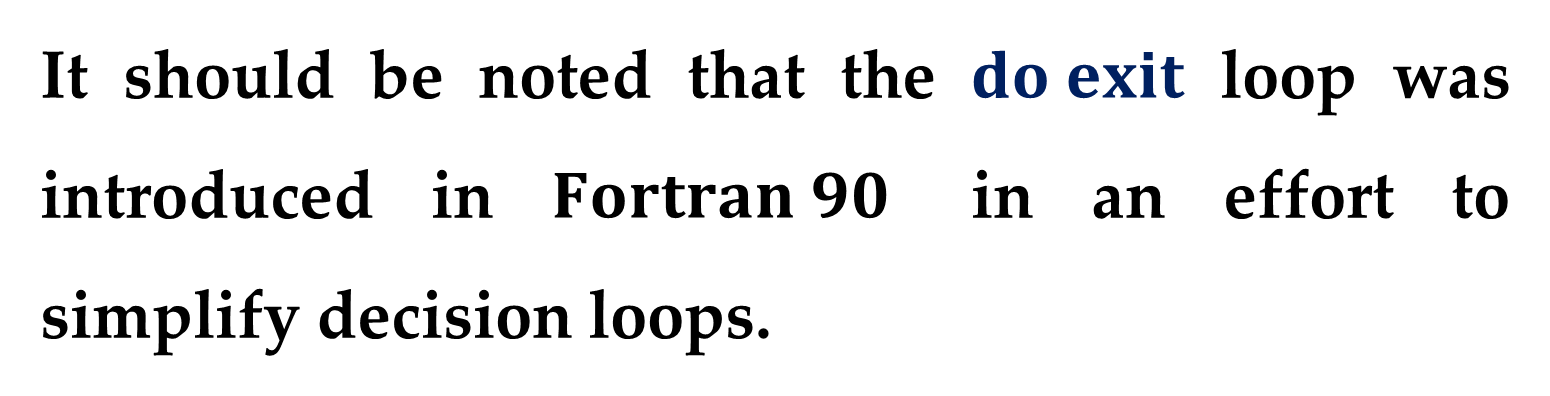 It should be noted that the do exit loop was
introduced in Fortran 90 in an effort to
simplify decision loops.